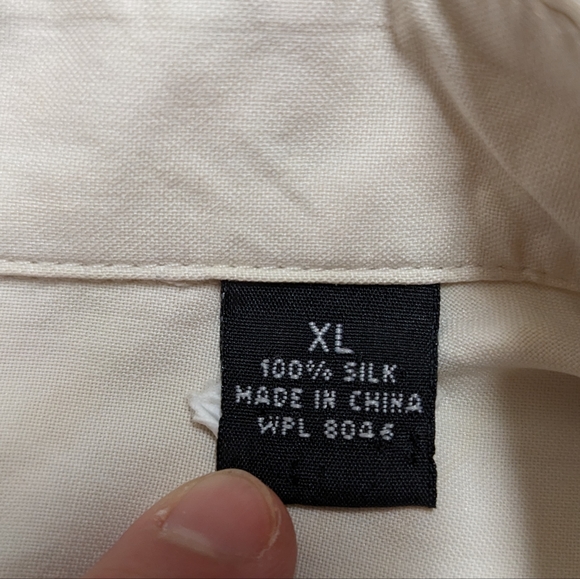 XL
100% SILK
MADE IN CHINA
WPL 8046